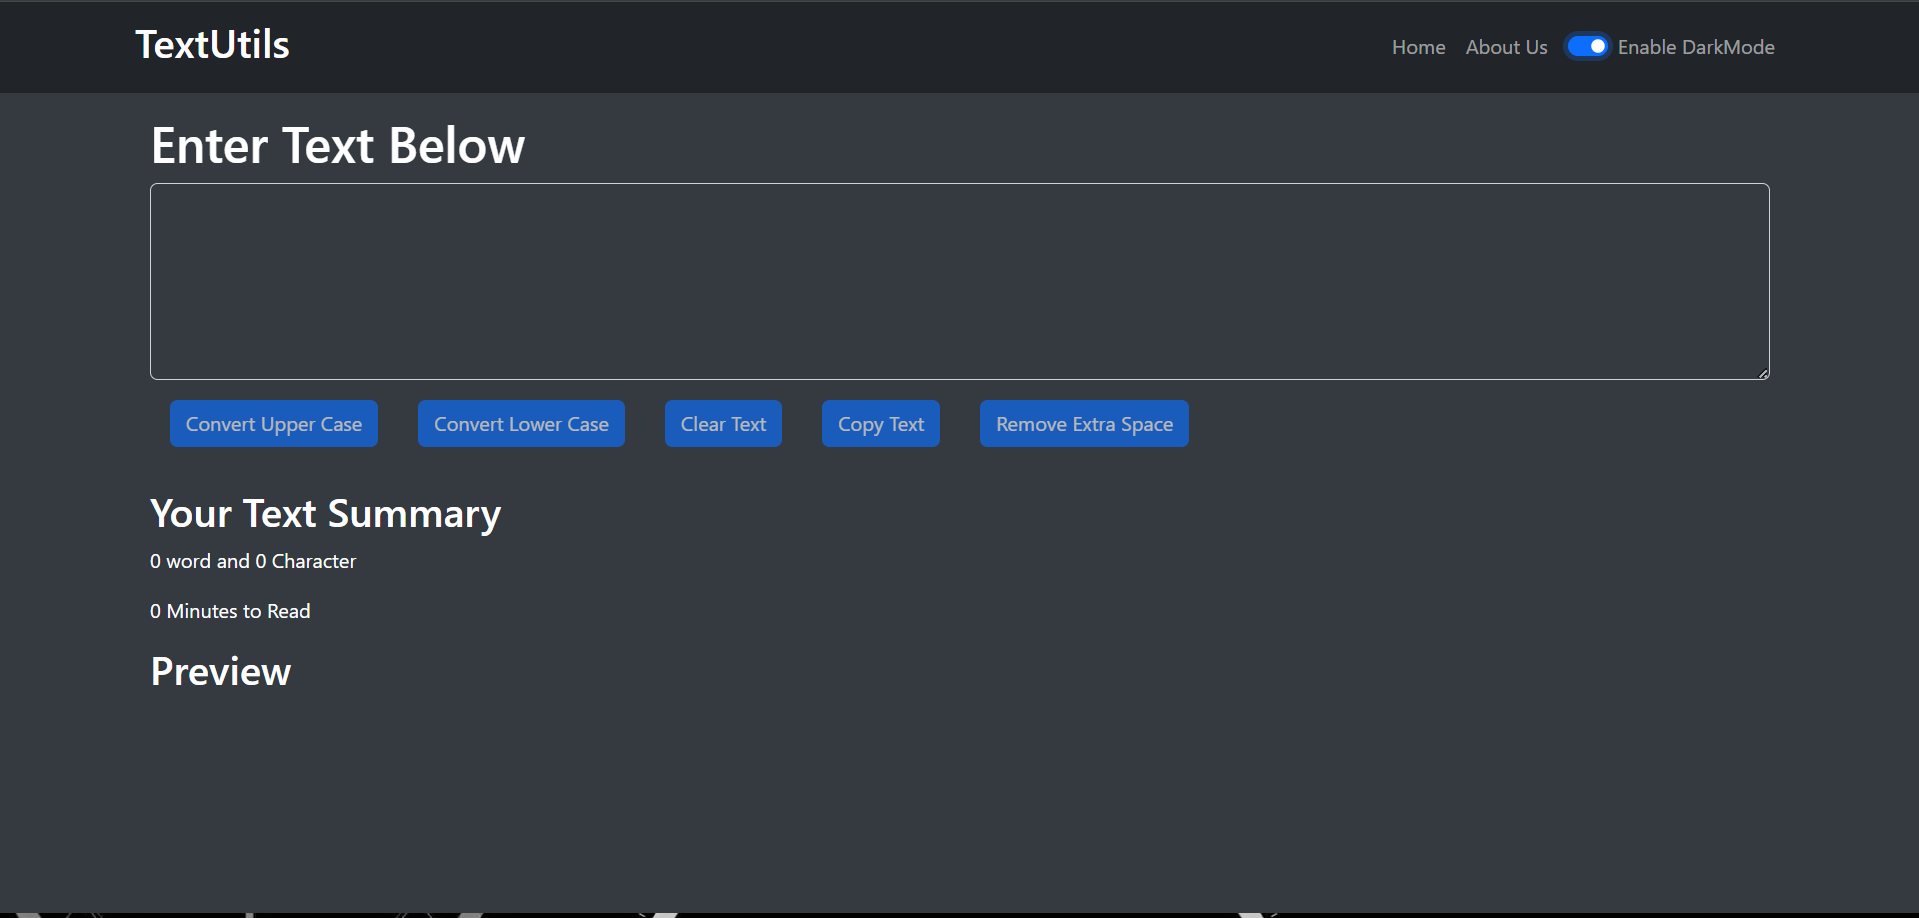 TextUtils
Home About Us Enable DarkMode
Enter Text Below
Convert Upper Case Convert Lower Case Clear Text Copy Text Remove Extra Space
Your Text Summary
0 word and 0 Character
0 Minutes to Read
Preview